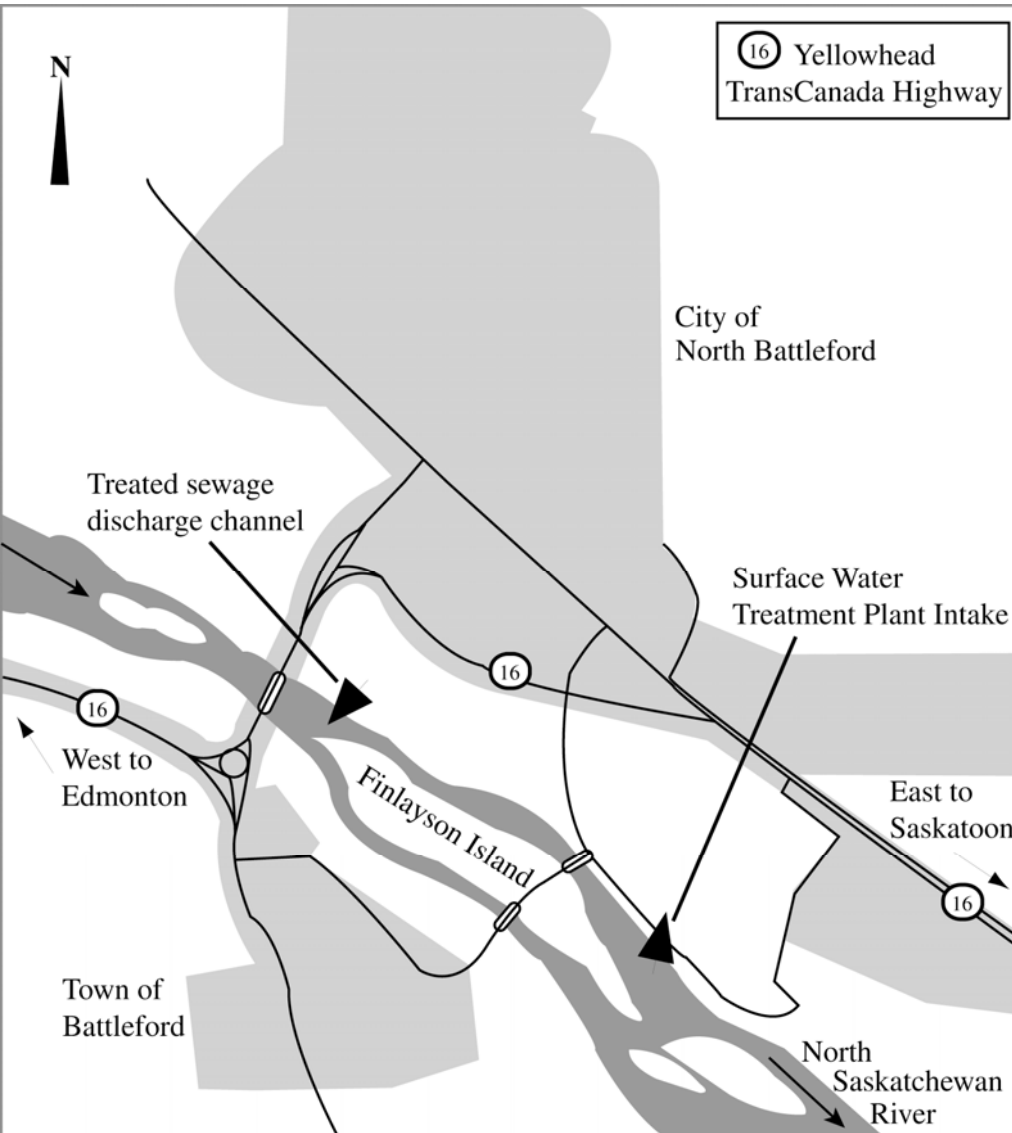 N
16 Yellowhead
TransCanada Highway
City of
North Battleford
Treated sewage
discharge channel
Surface Water
Treatment Plant Intake
16
16
West to
Edmonton
Finlayson Island
East to
Saskatoon
16
Town of
Battleford
North
Saskatchewan
River